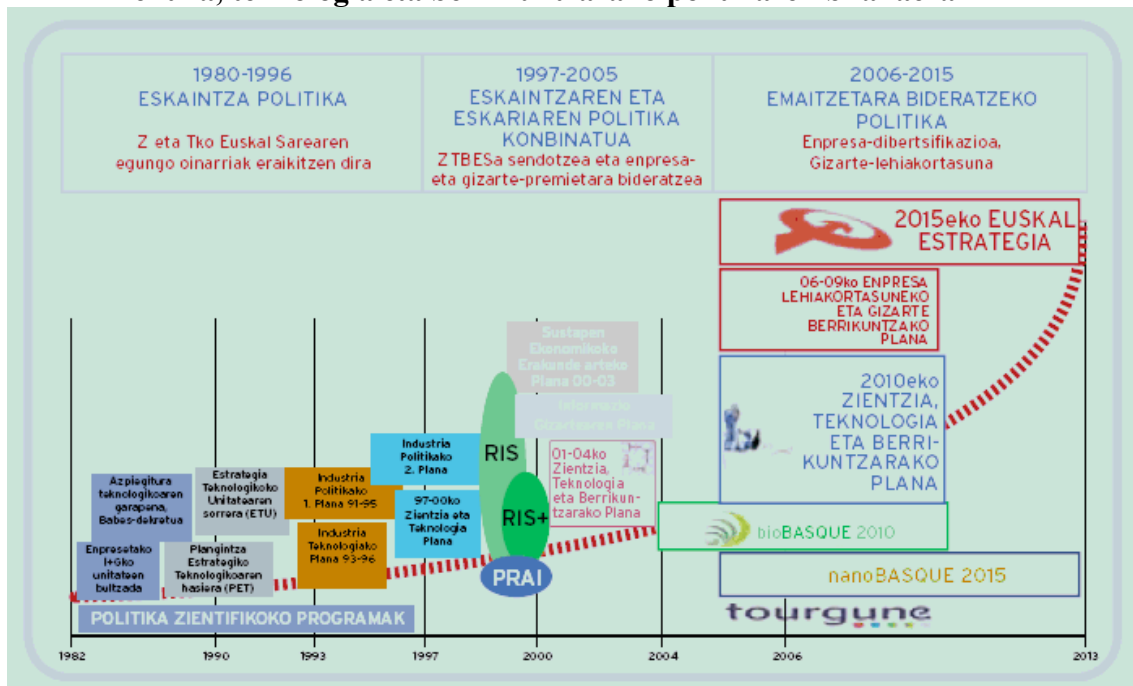 1980-1996
ESKAINTZA POLITIKA
Z eta Tko Euskal Sarearen
egungo oinarriak eraikitzen dira
1997-2005
ESKAINTZAREN ETA
ESKARIAREN POLITIKA
KONBINATUA
ZTBESa sendotzea eta enpresa-
eta gizarte-premietara bideratzea
2006-2015
EMAITZETARA BIDERATZEKO
POLITIKA
Enpresa-dibertsifikazioa,
Gizarte-lehiakortasuna
2015eko EUSKAL
ESTRATEGIA
06-09ko ENPRESA
LEHIAKORTASUNEKO
ETA GIZARTE
BERRIKUNTZAKO
PLANA
Sustapen
Ekonomikoko
Erakunde arteko
Plana 00-03
Informazio
Gizartearen Plana
2010eko
ZIENTZIA,
TEKNOLOGIA
ETA BERRI-
KUNTZARAKO
PLANA
Azpiegitura
teknologikoaren
garapena,
Babes-dekretua
Estrategia
Teknologikoko
Unitatearen
sorrera (ETU)
Industria
Politikako
1. Plana 91-95
Industria
Politikako
2. Plana
RIS
01-04ko
Zientzia,
Teknologia
eta Berrikun-
tzarako Plana
Enpresetako
I+Gko
unitateen
bultzada
Plangintza
Estrategiko
Teknologikoaren
hasiera (PET)
Industria
Teknologiako
Plana 93-96
97-00ko
Zientzia eta
Teknologia
Plana
RIS+
PRAI
bioBASQUE 2010
nanoBASQUE 2015
tourgune
POLITIKA ZIENTIFIKOKO PROGRAMAK
1982 1990 1993 1997 2000 2004 2006 2013